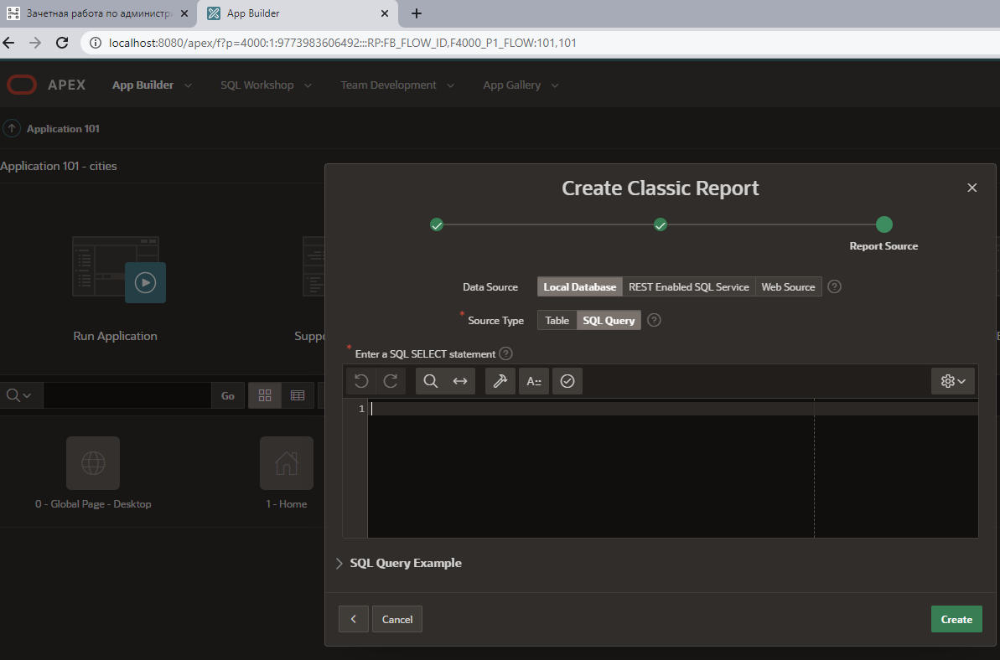 Зачетная работа по администри
App Builder
localhost:8080/apex/f?p=4000:1:9773983606492:::RP:FB_FLOW_ID,F4000_P1_FLOW:101,101
APEX App Builder SQL Workshop Team Development App Gallery
Application 101
Application 101 - cities
Create Classic Report
Report Source
Data Source Local Database REST Enabled SQL Service Web Source
* Source Type Table SQL Query
* Enter a SQL SELECT statement
1
SQL Query Example
Cancel
Create
Run Application
Suppo
Go
0 - Global Page - Desktop
1 - Home